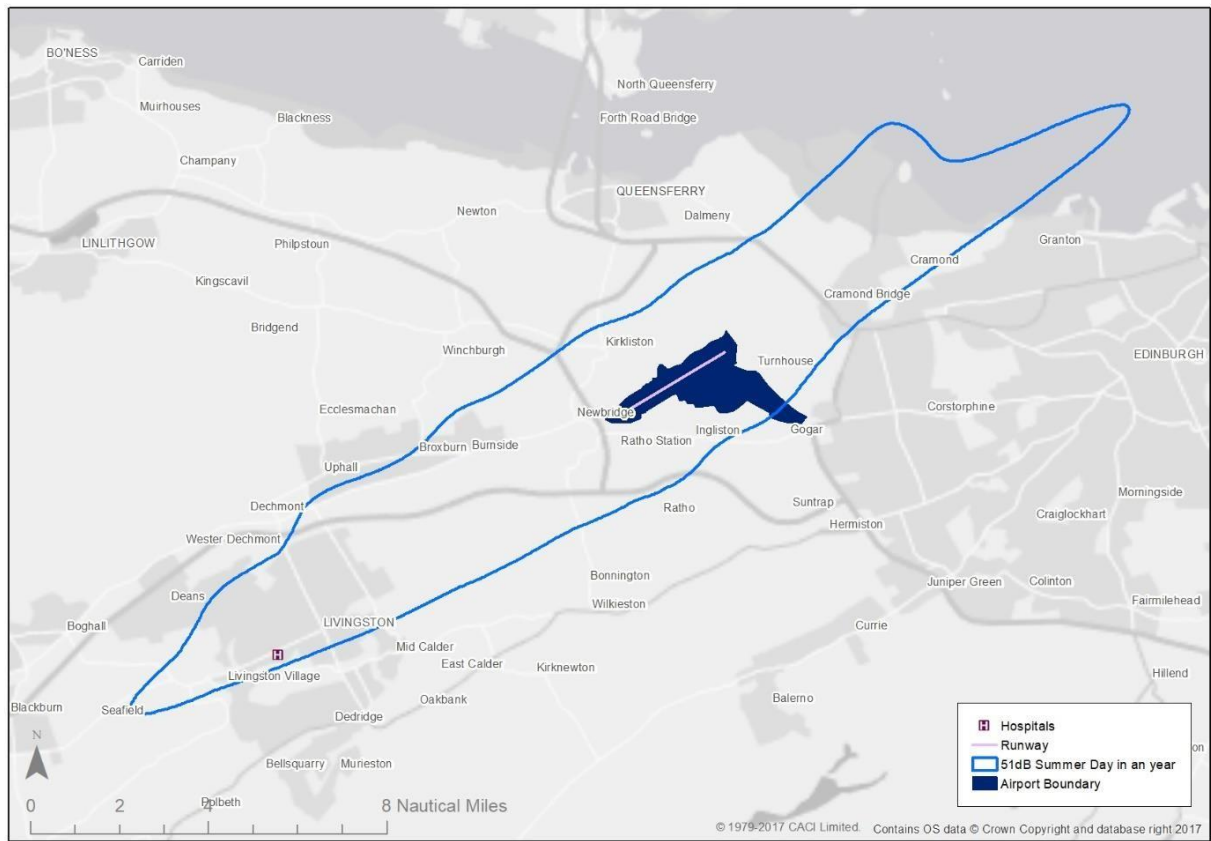 BO'NESS
Carriden
North Queensferry
Muirhouses
Blackness
Forth Road Bridge
Champany
QUEENSFERRY
Newton
Dalmeny
LINLITHGOW
Philpstoun
Granton
Cramond
Kingscavil
Cramond Bridge
Bridgend
Kirkliston
Winchburgh
Turnhouse
EDINBURGH
Ecclesmachan
Newbridge
Corstorphine
Broxburn
Burnside
Ratho Station
Ingliston
Gogar
Uphall
Dechmont
Ratho
Suntrap
Morningside
Hermiston
Craiglockhart
Wester Dechmont
Bonnington
Juniper Green
Colinton
Deans
Wilkieston
Fairmilehead
Boghall
LIVINGSTON
Currie
Mid Calder
East Calder
Kirknewton
H
Livingston Village
Hillend
Blackburn
Seafield
Oakbank
Balerno
Dedridge
N
Bellsquarry
Murieston
Polbeth
0 2 4 8 Nautical Miles
H Hospitals
Runway
51dB Summer Day in an year
Airport Boundary
on
© 1979-2017 CACI Limited. Contains OS data © Crown Copyright and database right 2017